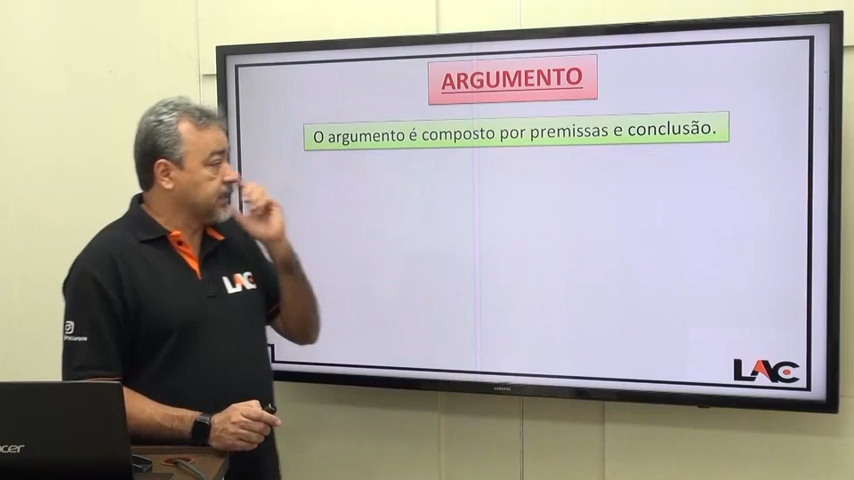 ARGUMENTO
O argumento é composto por premissas e conclusão.
LAC
LAC
acer